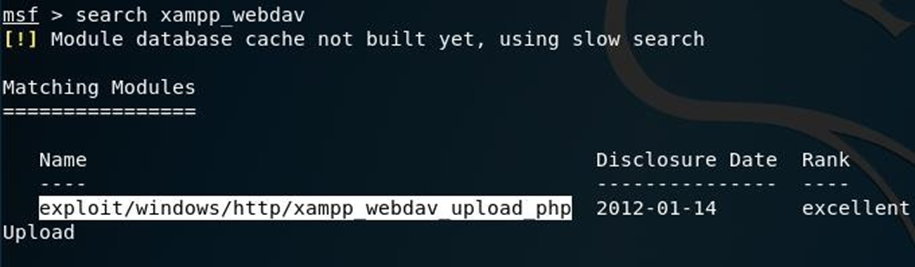 msf > search xampp_webdav
[!] Module database cache not built yet, using slow search
Matching Modules
================
Name Disclosure Date Rank
---- --------------- ----
exploit/windows/http/xampp_webdav_upload_php 2012-01-14 excellent
Upload